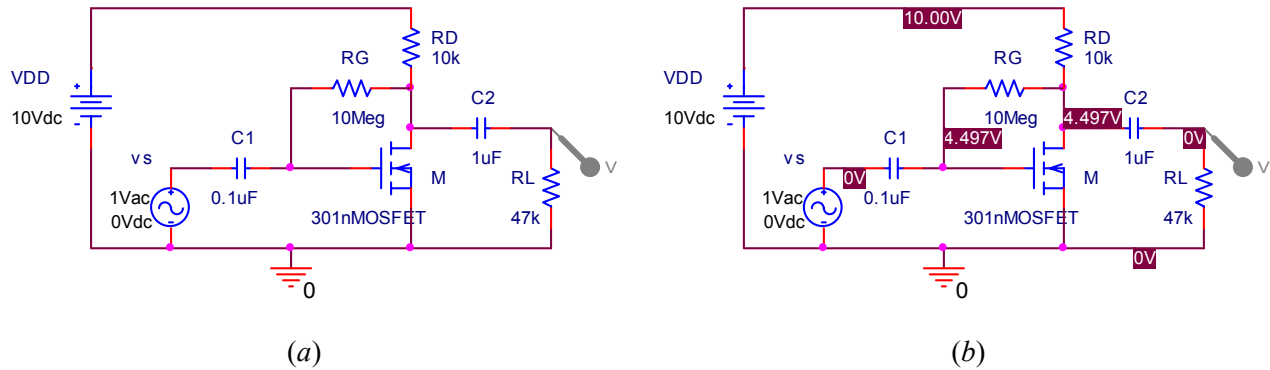 RD
10k
RG
10Meg
VDD
+
10Vdc
-
C2
1uF
V
C1
0.1uF
vs
1Vac
0Vdc
+
-
M
301nMOSFET
RL
47k
0
(a)
10.00V
RD
10k
RG
10Meg
VDD
+
10Vdc
-
4.497V
C2
1uF
0V
V
4.497V
C1
0.1uF
vs
0V
1Vac
0Vdc
+
-
M
301nMOSFET
RL
47k
0V
0
(b)